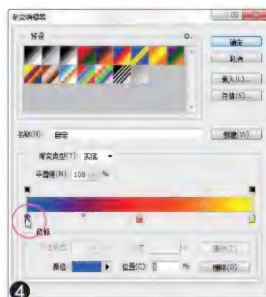 渐变编辑器
预设
确定
取消
载入(L)...
存储(S)...
名称(N): 自定
新建(W)
渐变类型(T): 实底
平滑度(M): 100 %
色标
颜色: 位置(C): 0 %
删除(D)
4